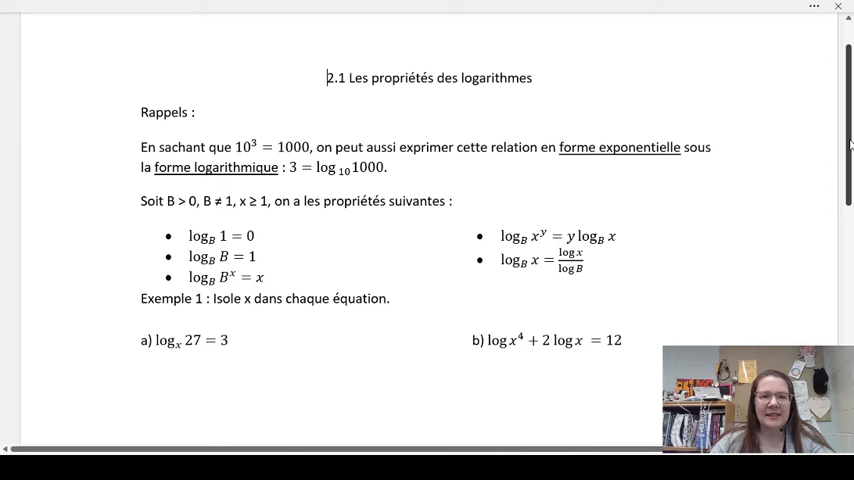 2.1 Les propriétés des logarithmes
Rappels :
En sachant que 10³ = 1000, on peut aussi exprimer cette relation en forme exponentielle sous
la forme logarithmique : 3 = log ₁₀ 1000.
Soit B > 0, B ≠ 1, x ≥ 1, on a les propriétés suivantes :
• log_B 1 = 0
• log_B B = 1
• log_B B^x = x
• log_B x^y = y log_B x
• log_B x = log x / log B
Exemple 1 : Isole x dans chaque équation.
a) log_x 27 = 3
b) log x⁴ + 2 log x = 12